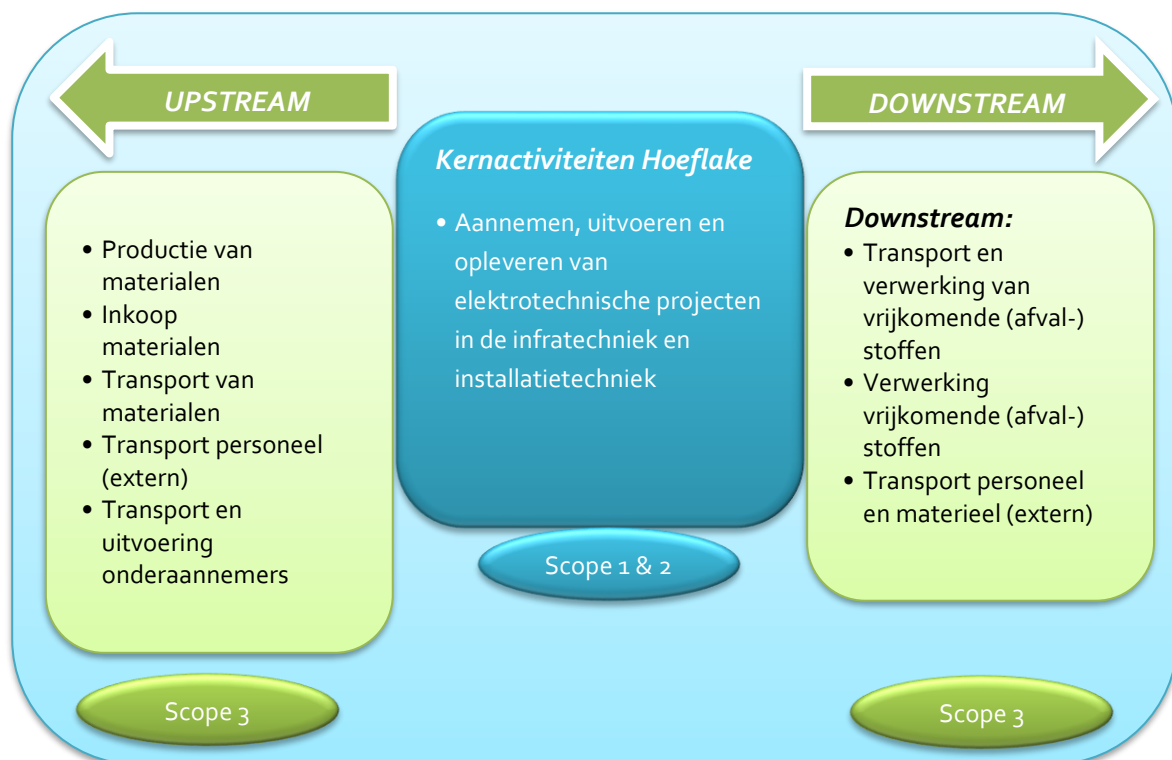 UPSTREAM
• Productie van
materialen
• Inkoop
materialen
• Transport van
materialen
• Transport personeel
(extern)
• Transport en
uitvoering
onderaannemers
Scope 3
Kernactiviteiten Hoeflake
• Aannemen, uitvoeren en
opleveren van
elektrotechnische projecten
in de infratechniek en
installatietechniek
Scope 1 & 2
DOWNSTREAM
Downstream:
• Transport en
verwerking van
vrijkomende (afval-)
stoffen
• Verwerking
vrijkomende (afval-)
stoffen
• Transport personeel
en materieel (extern)
Scope 3